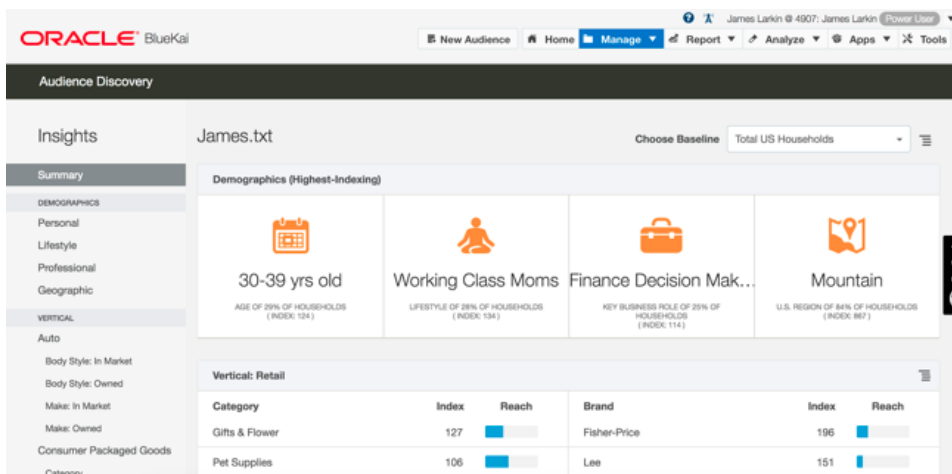 James Larkin @ 4907: James Larkin Power User
ORACLE BlueKai
New Audience Home Manage Report Analyze Apps Tools
Audience Discovery
Insights
James.txt
Choose Baseline Total US Households
Summary
Demographics (Highest-Indexing)
DEMOGRAPHICS
Personal
Lifestyle
Professional
Geographic
30-39 yrs old
AGE OF 29% OF HOUSEHOLDS
( INDEX: 124 )
Working Class Moms
LIFESTYLE OF 28% OF HOUSEHOLDS
( INDEX: 134 )
Finance Decision Mak...
KEY BUSINESS ROLE OF 25% OF
HOUSEHOLDS
( INDEX: 114 )
Mountain
U.S. REGION OF 84% OF HOUSEHOLDS
( INDEX: 867 )
VERTICAL
Auto
Body Style: In Market
Body Style: Owned
Make: In Market
Make: Owned
Consumer Packaged Goods
Category
Vertical: Retail
Category Index Reach Brand Index Reach
Gifts & Flower 127 Fisher-Price 196
Pet Supplies 106 Lee 151